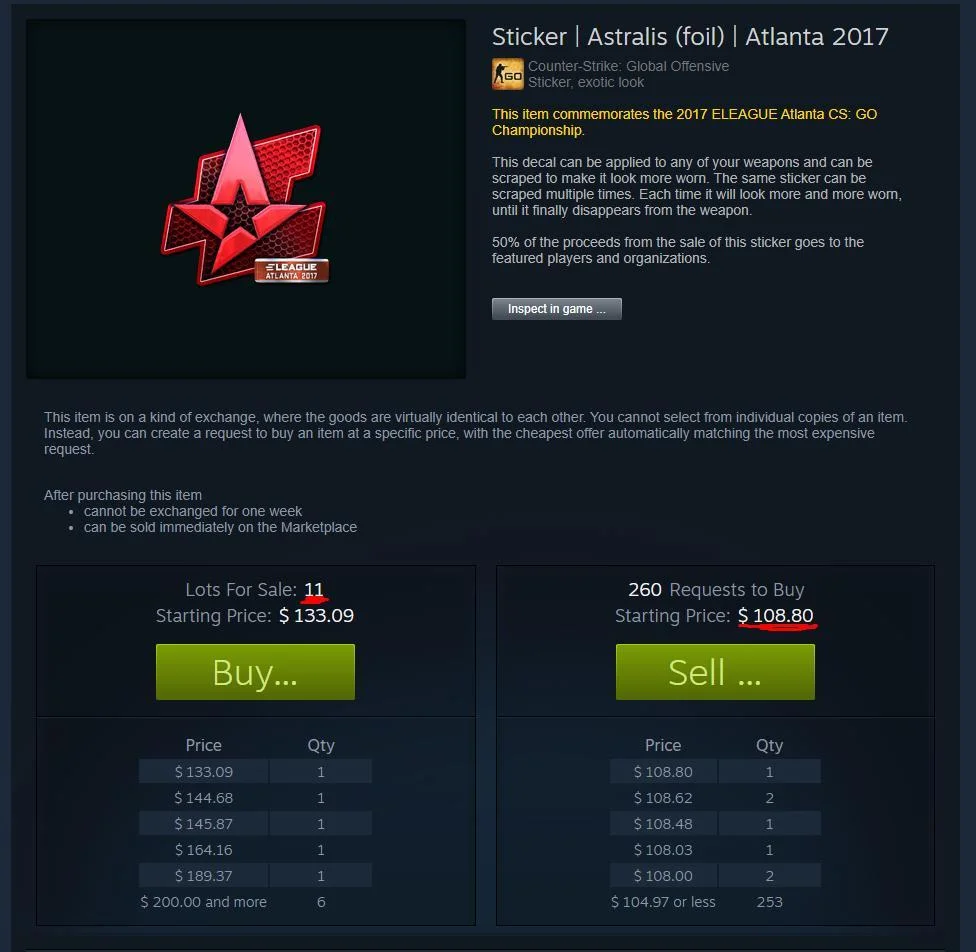 Sticker | Astralis (foil) | Atlanta 2017
GO
Counter-Strike: Global Offensive
Sticker, exotic look
This item commemorates the 2017 ELEAGUE Atlanta CS: GO
Championship.
This decal can be applied to any of your weapons and can be
scraped to make it look more worn. The same sticker can be
scraped multiple times. Each time it will look more and more worn,
until it finally disappears from the weapon.
50% of the proceeds from the sale of this sticker goes to the
featured players and organizations.
Inspect in game ...
ELEAGUE
ATLANTA 2017
This item is on a kind of exchange, where the goods are virtually identical to each other. You cannot select from individual copies of an item.
Instead, you can create a request to buy an item at a specific price, with the cheapest offer automatically matching the most expensive
request.
After purchasing this item
• cannot be exchanged for one week
• can be sold immediately on the Marketplace
Lots For Sale: 11
Starting Price: $ 133.09
Buy...
Price Qty
$ 133.09 1
$ 144.68 1
$ 145.87 1
$ 164.16 1
$ 189.37 1
$ 200.00 and more 6
260 Requests to Buy
Starting Price: $ 108.80
Sell ...
Price Qty
$ 108.80 1
$ 108.62 2
$ 108.48 1
$ 108.03 1
$ 108.00 2
$ 104.97 or less 253